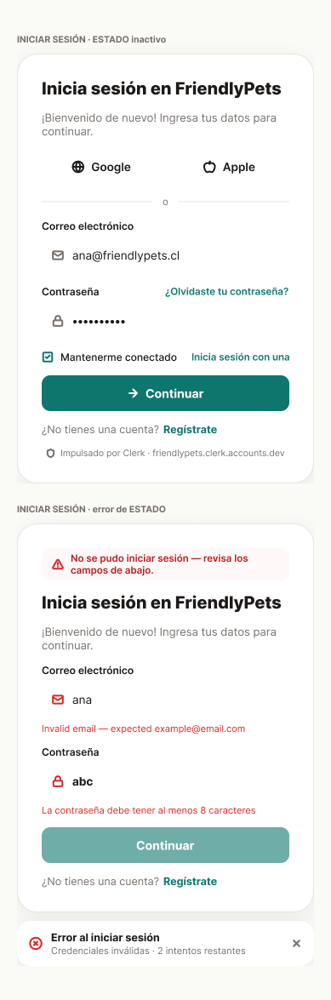 INICIAR SESIÓN · ESTADO inactivo
Inicia sesión en FriendlyPets
¡Bienvenido de nuevo! Ingresa tus datos para
continuar.
Google
Apple
o
Correo electrónico
ana@friendlypets.cl
Contraseña
¿Olvidaste tu contraseña?
••••••••••
Mantenerme conectado
Inicia sesión con una
Continuar
¿No tienes una cuenta? Regístrate
Impulsado por Clerk · friendlypets.clerk.accounts.dev
INICIAR SESIÓN · error de ESTADO
No se pudo iniciar sesión — revisa los
campos de abajo.
Inicia sesión en FriendlyPets
¡Bienvenido de nuevo! Ingresa tus datos para
continuar.
Correo electrónico
ana
Invalid email — expected example@email.com
Contraseña
abc
La contraseña debe tener al menos 8 caracteres
Continuar
¿No tienes una cuenta? Regístrate
Error al iniciar sesión
Credenciales inválidas · 2 intentos restantes